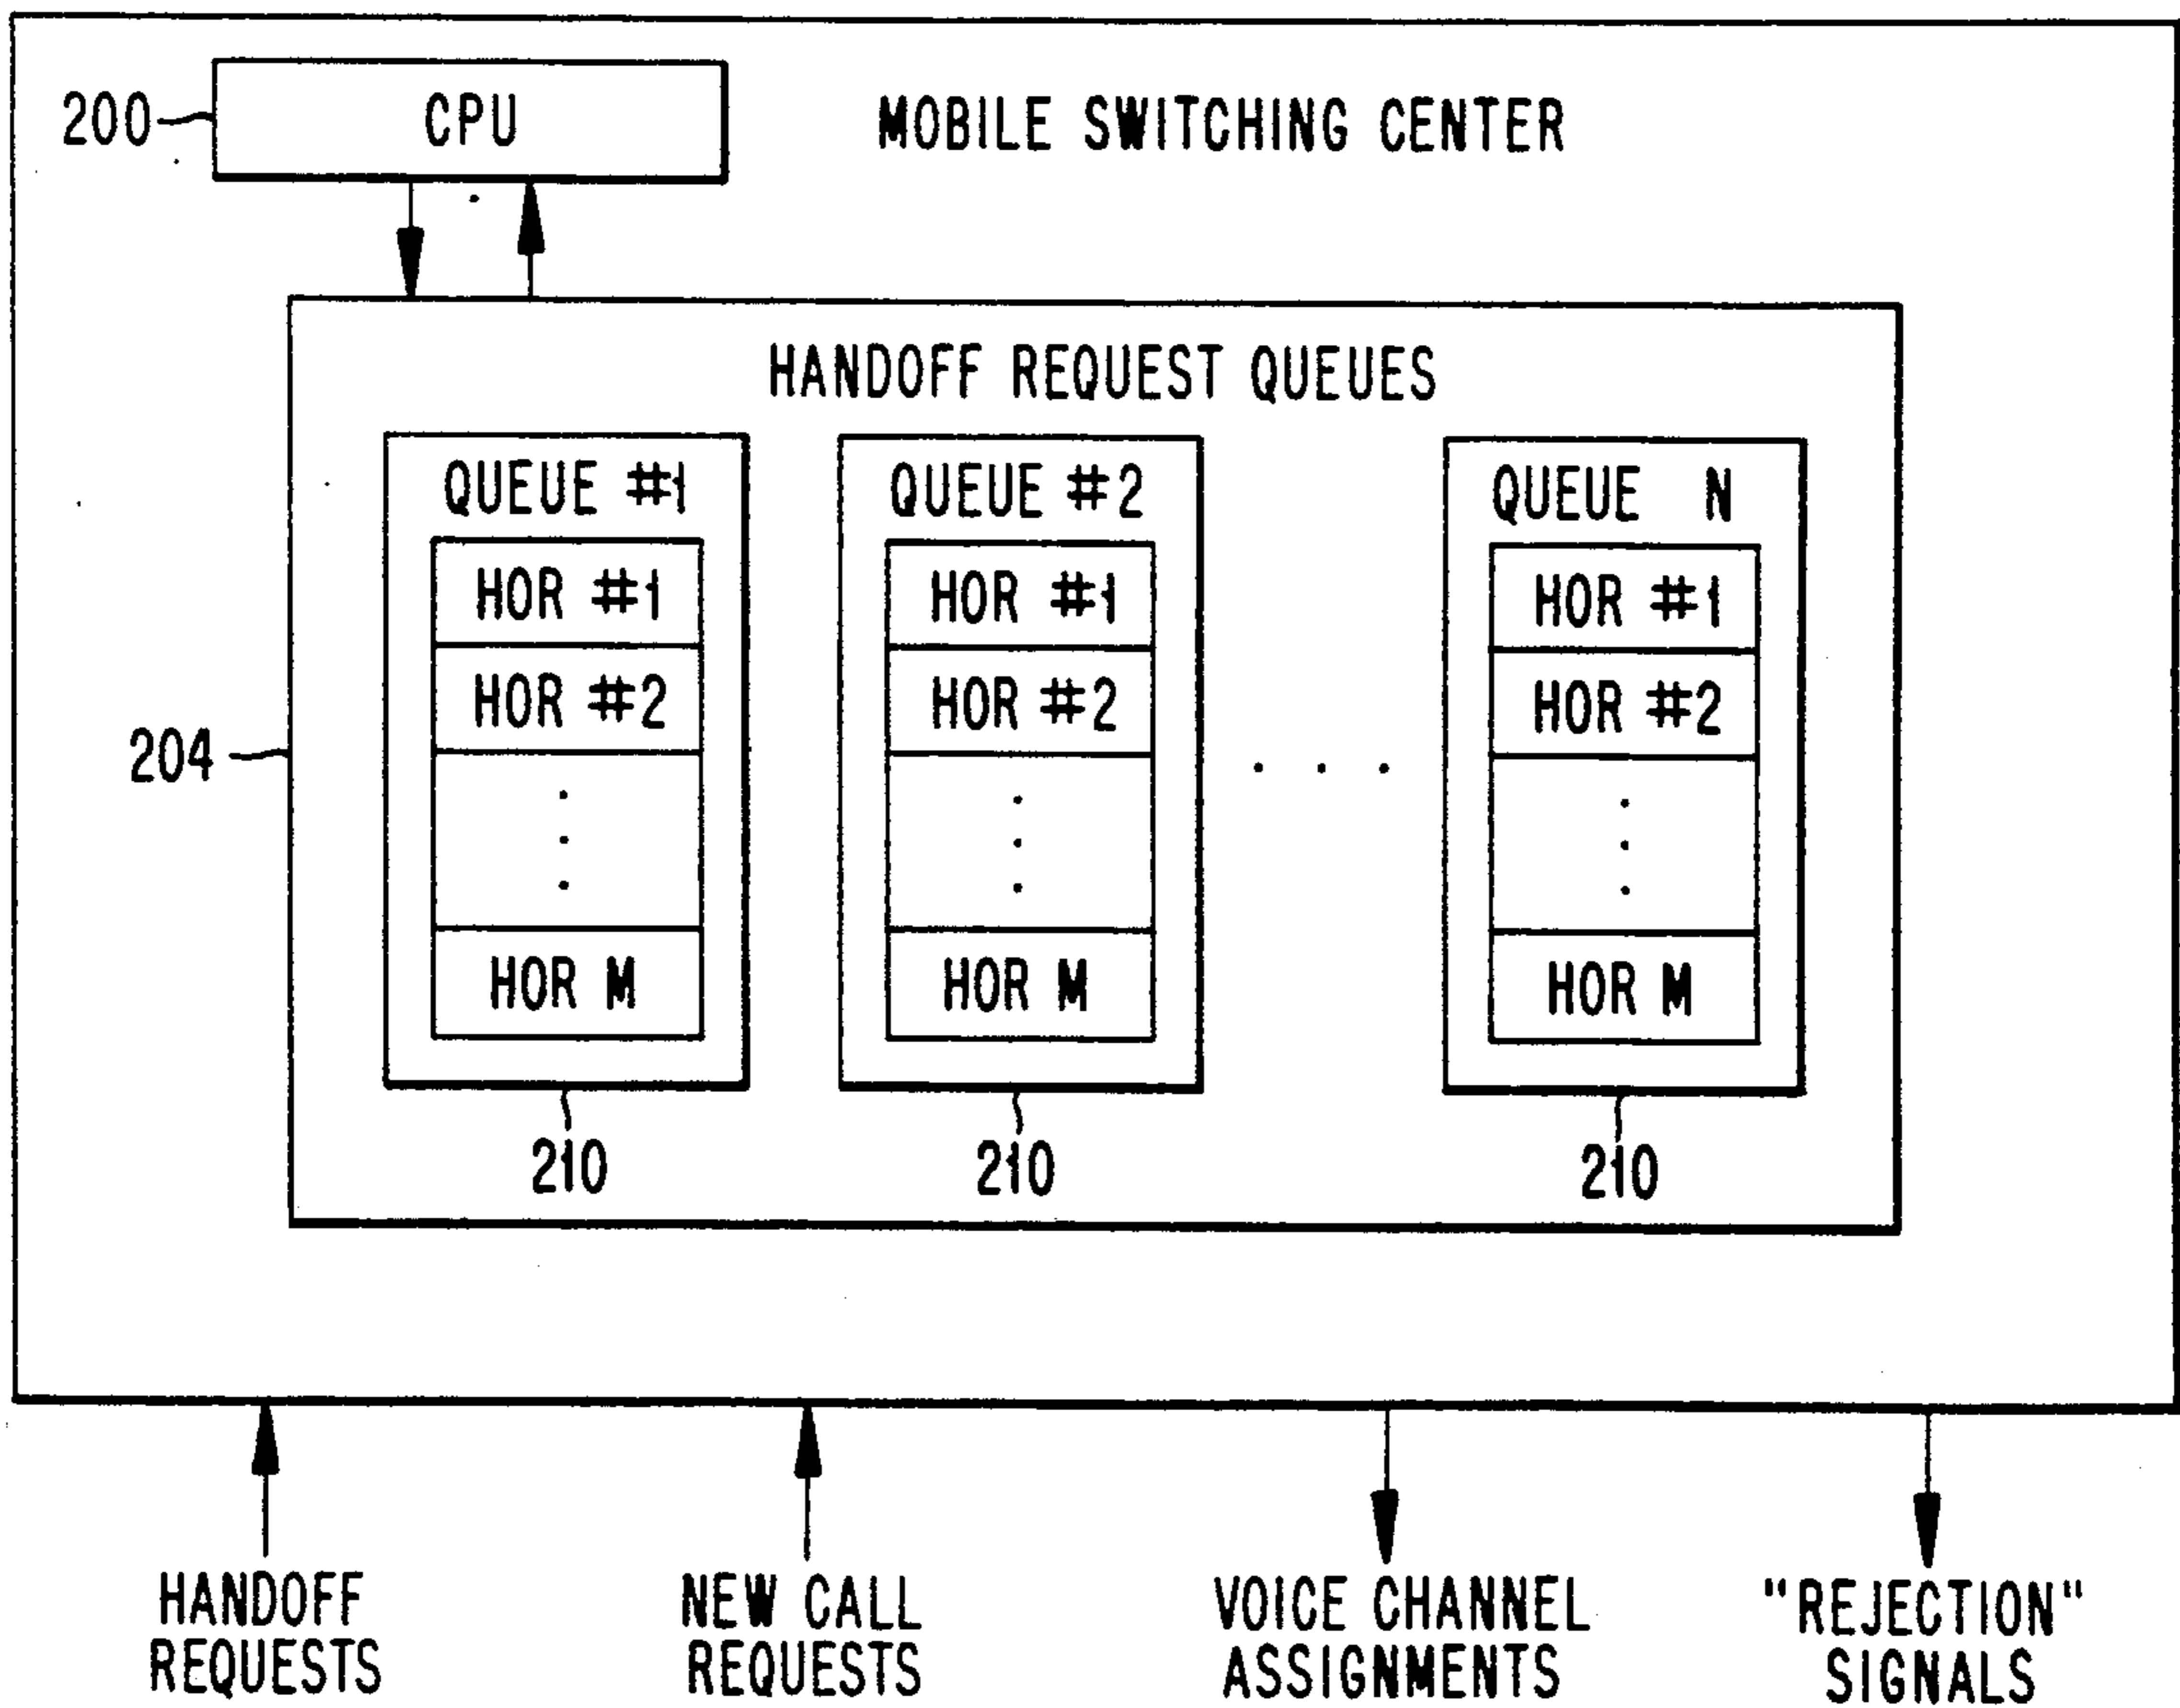 200
CPU
MOBILE SWITCHING CENTER
HANDOFF REQUEST QUEUES
204
QUEUE #1
HOR #1
HOR #2
HOR M
210
QUEUE #2
HOR #1
HOR #2
HOR M
210
QUEUE N
HOR #1
HOR #2
HOR M
210
HANDOFF
REQUESTS
NEW CALL
REQUESTS
VOICE CHANNEL
ASSIGNMENTS
"REJECTION"
SIGNALS